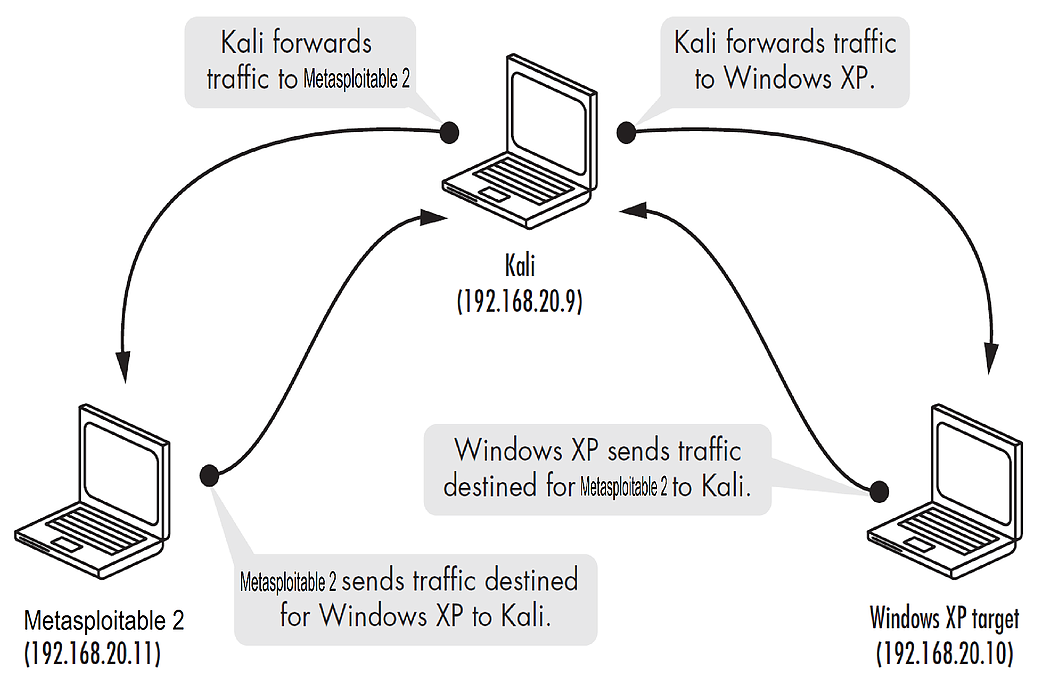 Kali forwards
traffic to Metasploitable 2
Kali forwards traffic
to Windows XP.
Kali
(192.168.20.9)
Windows XP sends traffic
destined for Metasploitable 2 to Kali.
Metasploitable 2 sends traffic destined
for Windows XP to Kali.
Metasploitable 2
(192.168.20.11)
Windows XP target
(192.168.20.10)